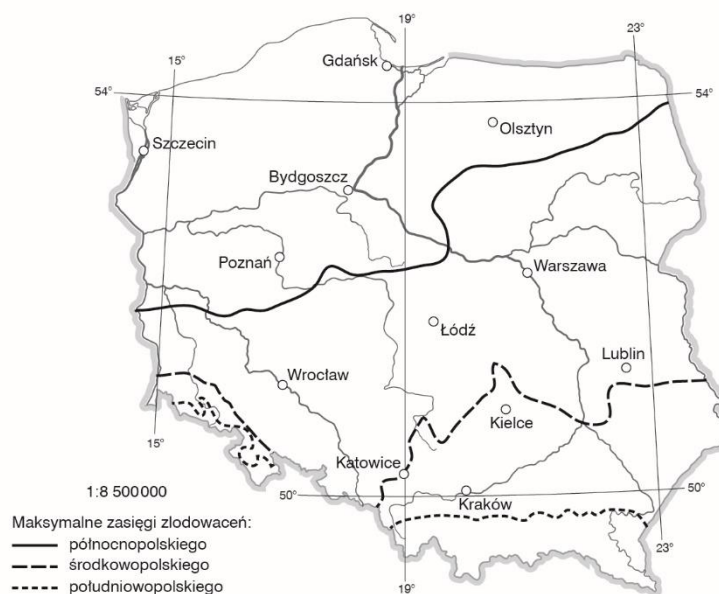 19°
23°
Gdańsk
15°
54°
54°
Olsztyn
Szczecin
Bydgoszcz
Poznań
Warszawa
Łódź
Lublin
Wrocław
Kielce
15°
Katowice
1:8 500 000
50°
Kraków
50°
Maksymalne zasięgi zlodowaceń:
północnopolskiego
23°
środkowopolskiego
południowopolskiego
19°